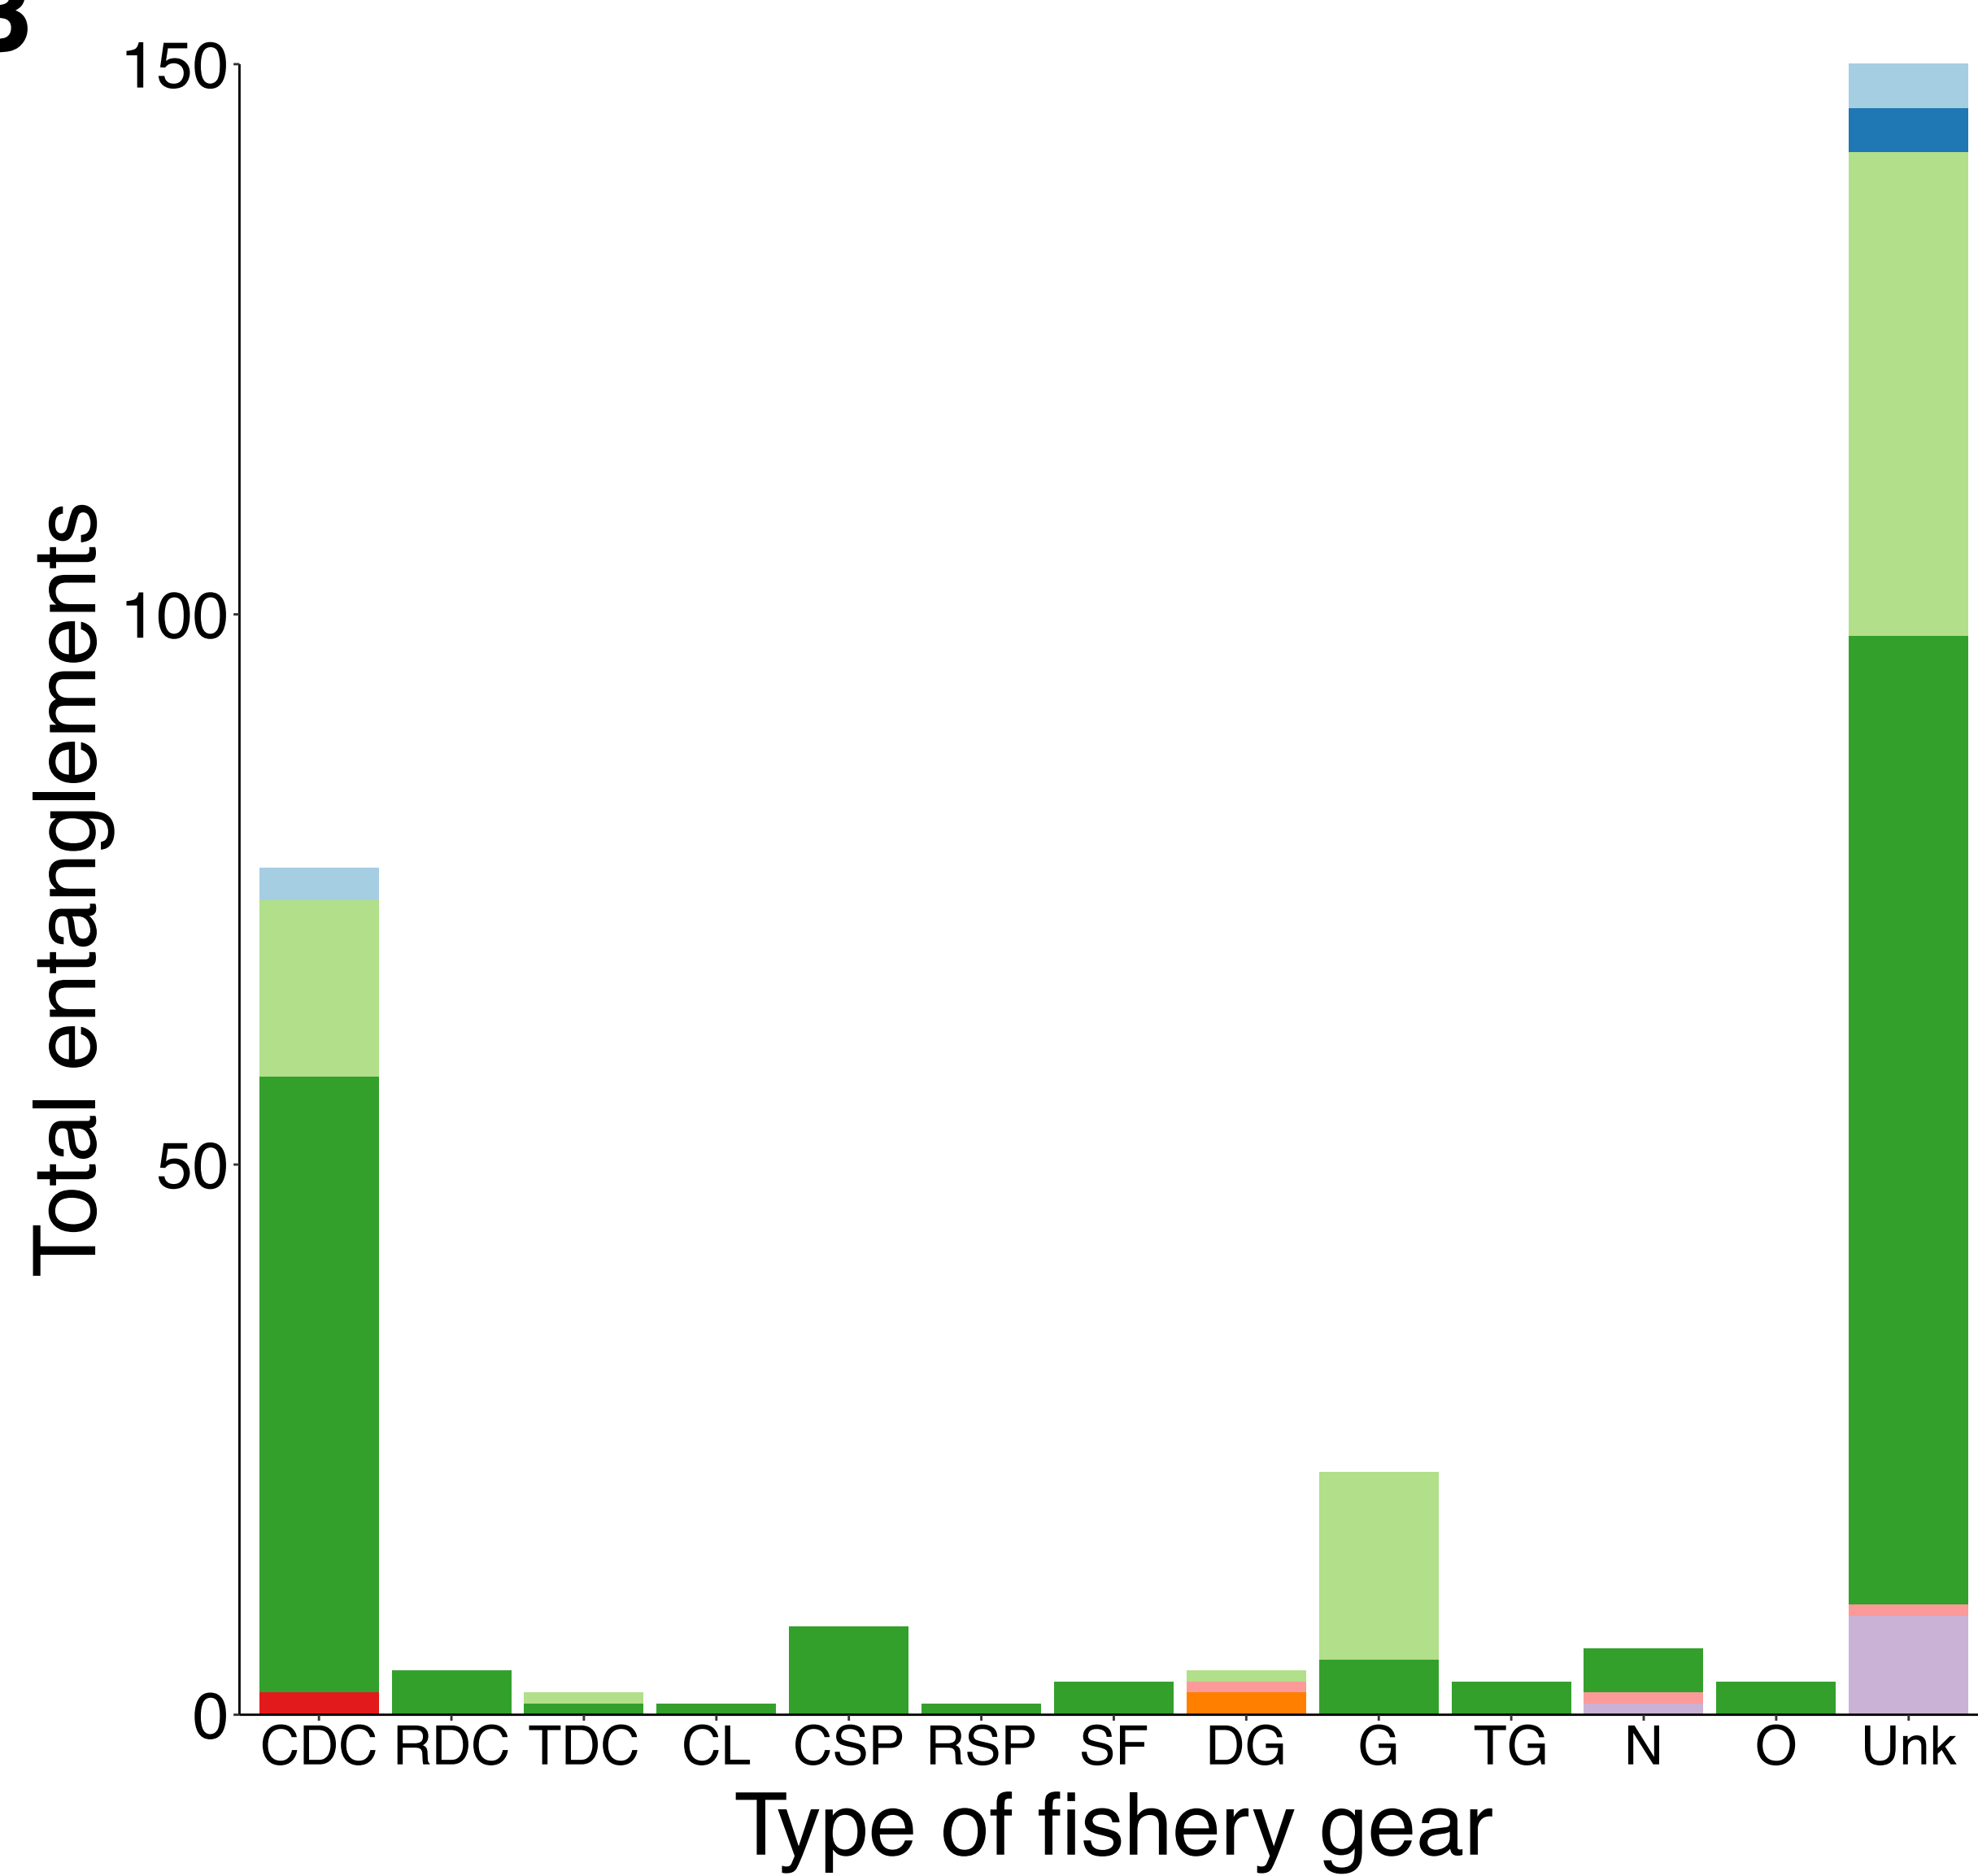 B
150
100
50
0
Total entanglements
CDC RDC TDC CL CSP RSP SF DG G TG N O Unk
Type of fishery gear